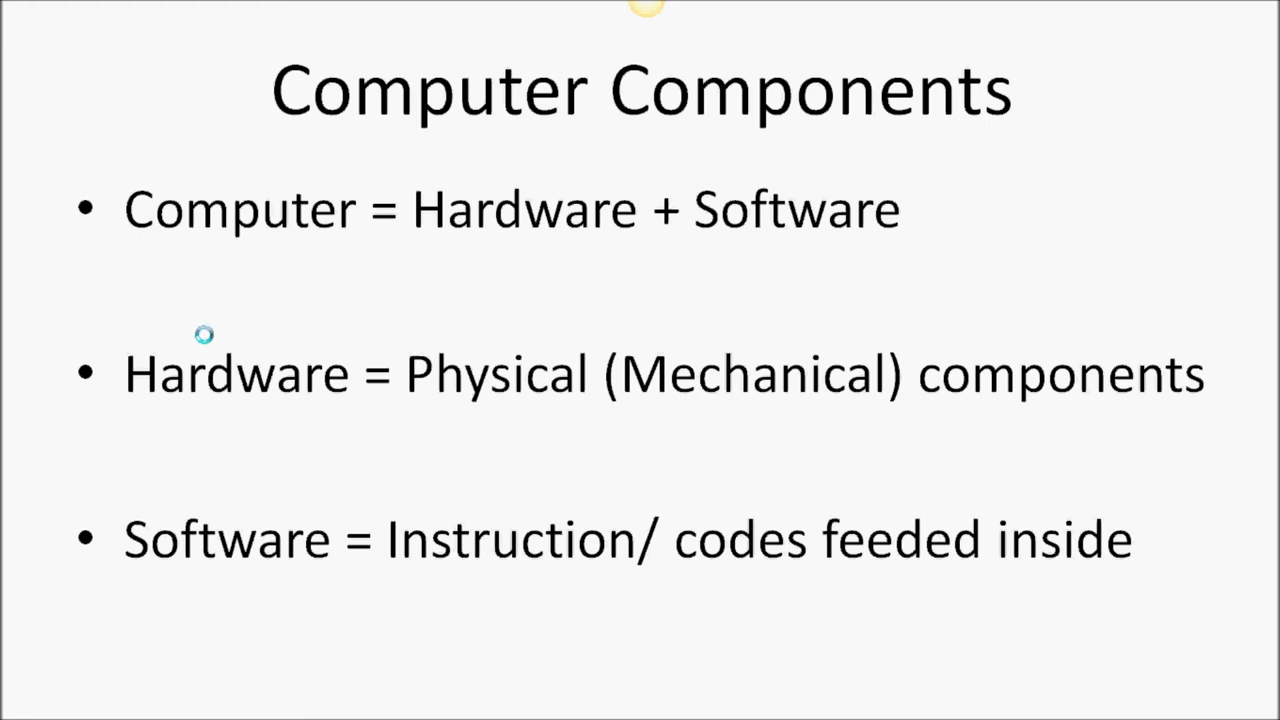 Computer Components
• Computer = Hardware + Software
• Hardware = Physical (Mechanical) components
• Software = Instruction/ codes feeded inside